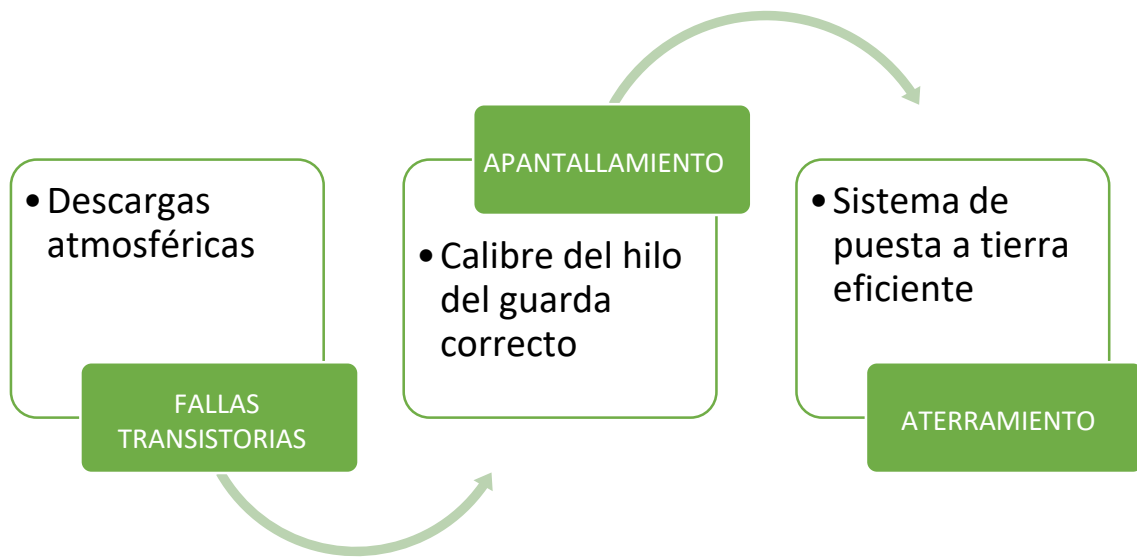 • Descargas
atmosféricas
FALLAS
TRANSISTORIAS
APANTALLAMIENTO
• Calibre del hilo
del guarda
correcto
• Sistema de
puesta a tierra
eficiente
ATERRAMIENTO